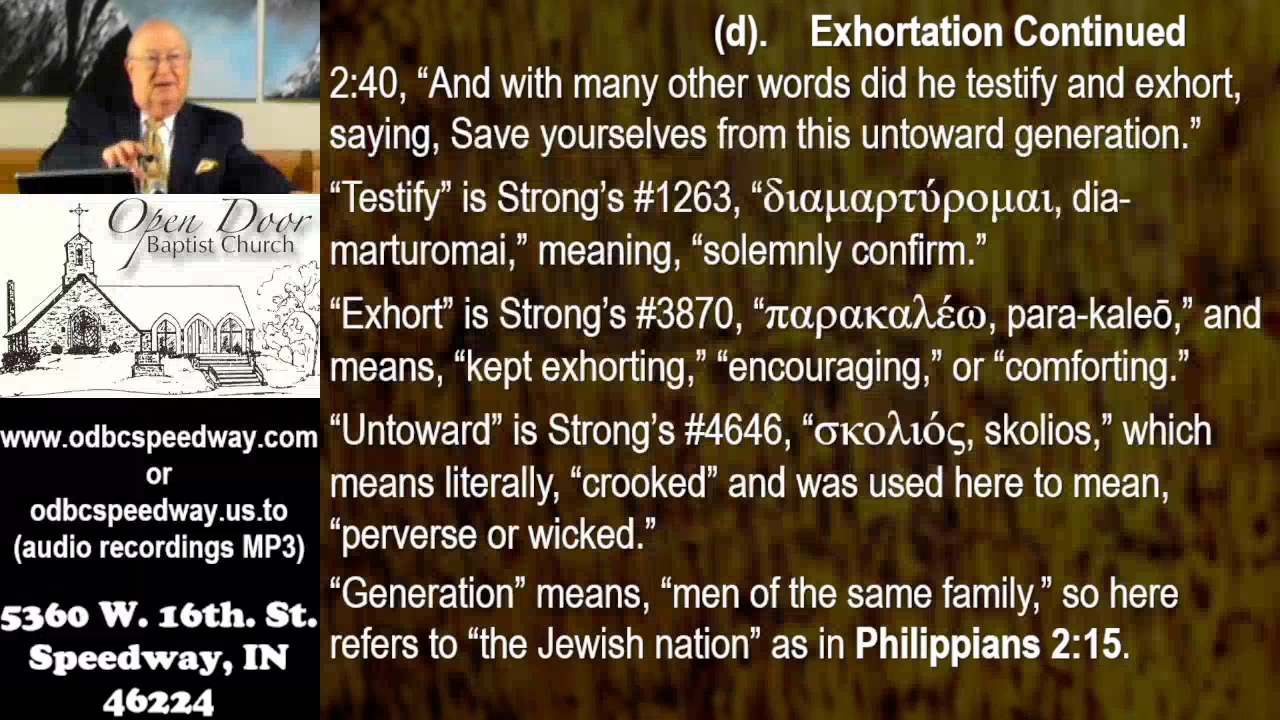 (d). Exhortation Continued
2:40, “And with many other words did he testify and exhort,
saying, Save yourselves from this untoward generation.”
“Testify” is Strong’s #1263, “διαμαρτύρομαι, dia-
marturomai,” meaning, “solemnly confirm.”
“Exhort” is Strong’s #3870, “παρακαλέω, para-kaleō,” and
means, “kept exhorting,” “encouraging,” or “comforting.”
“Untoward” is Strong’s #4646, “σκολιός, skolios,” which
means literally, “crooked” and was used here to mean,
“perverse or wicked.”
“Generation” means, “men of the same family,” so here
refers to “the Jewish nation” as in Philippians 2:15.
Open Door
Baptist Church
www.odbcspeedway.com
or
odbcspeedway.us.to
(audio recordings MP3)
5360 W. 16th. St.
Speedway, IN
46224